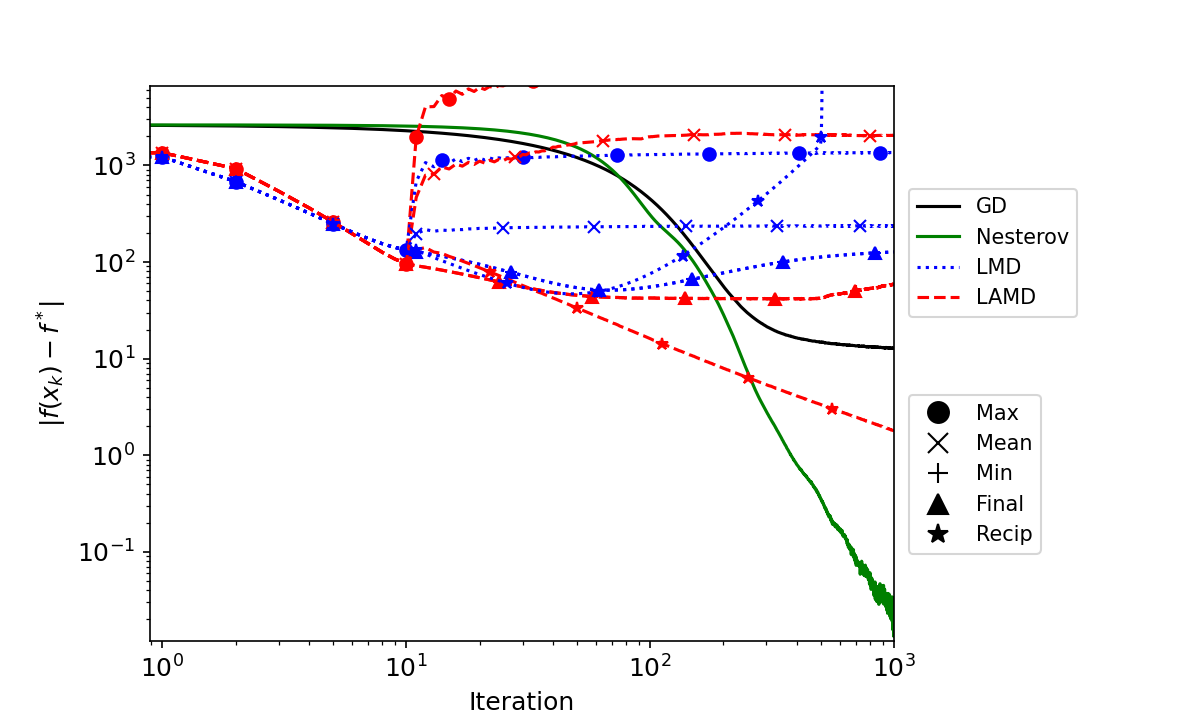 10³
10²
10¹
10⁰
10⁻¹
|f(xₖ) − f*|
10⁰
10¹
10²
10³
Iteration
GD
Nesterov
LMD
LAMD
Max
Mean
Min
Final
Recip